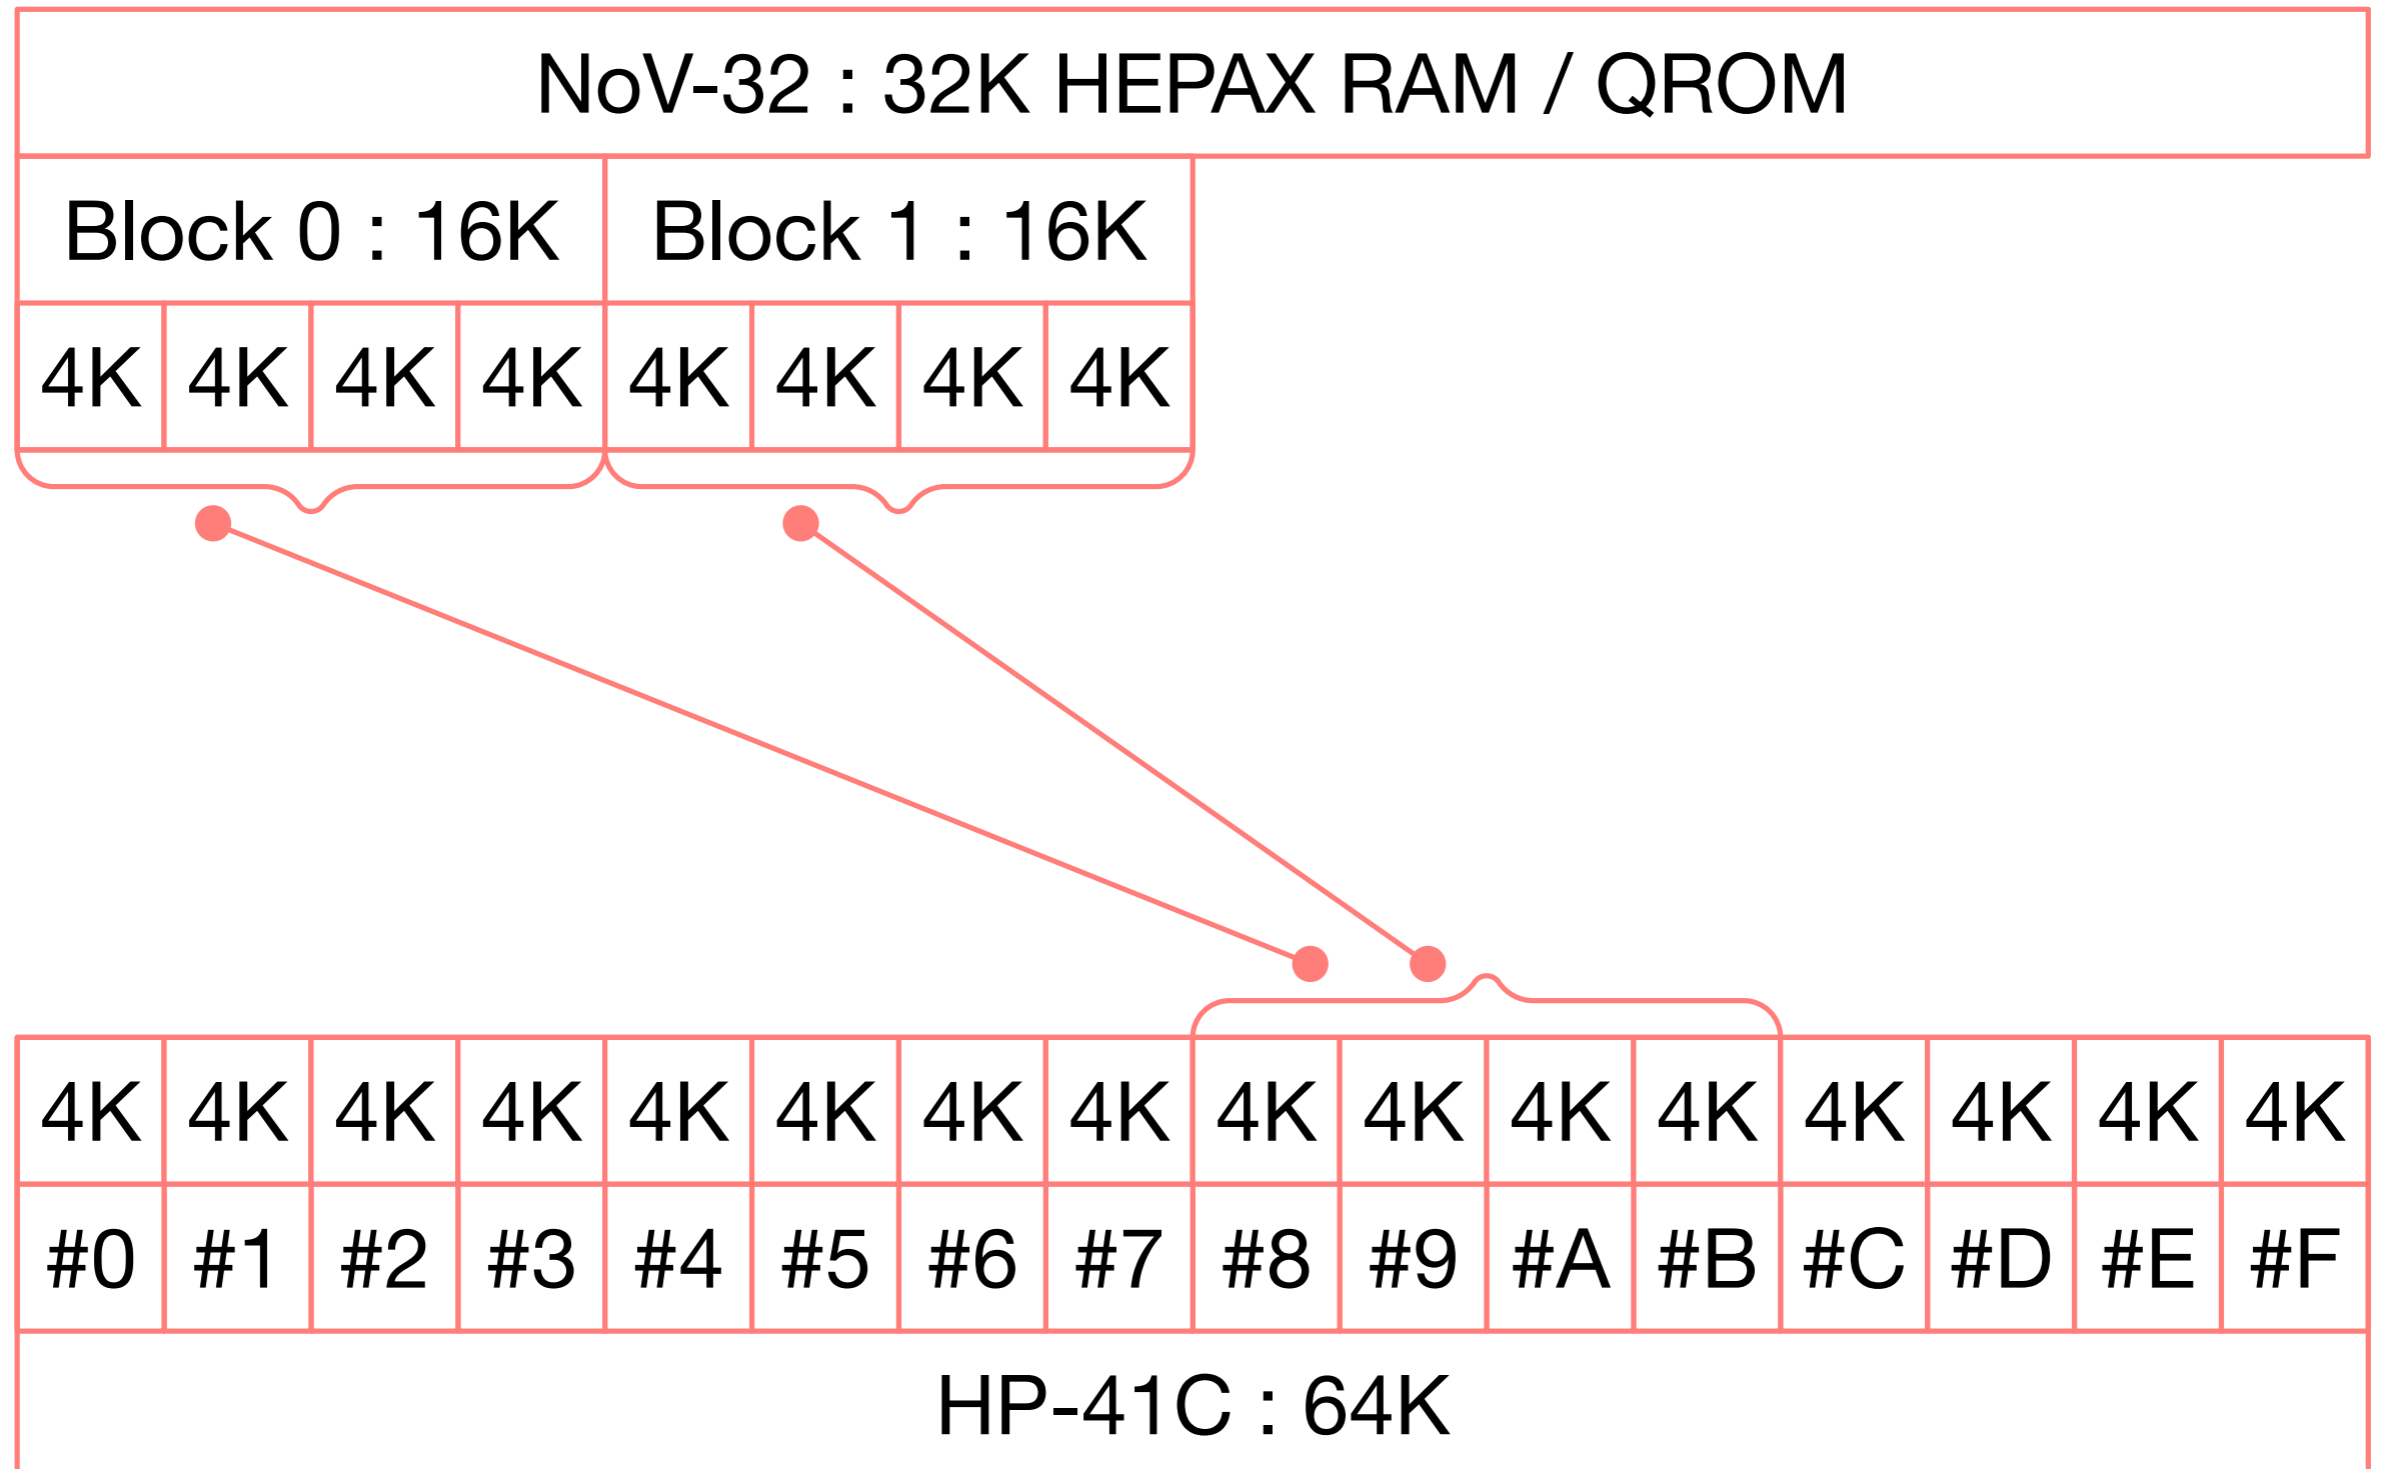 NoV-32 : 32K HEPAX RAM / QROM
Block 0 : 16K Block 1 : 16K
4K 4K 4K 4K 4K 4K 4K 4K
4K 4K 4K 4K 4K 4K 4K 4K 4K 4K 4K 4K 4K 4K 4K 4K
#0 #1 #2 #3 #4 #5 #6 #7 #8 #9 #A #B #C #D #E #F
HP-41C : 64K